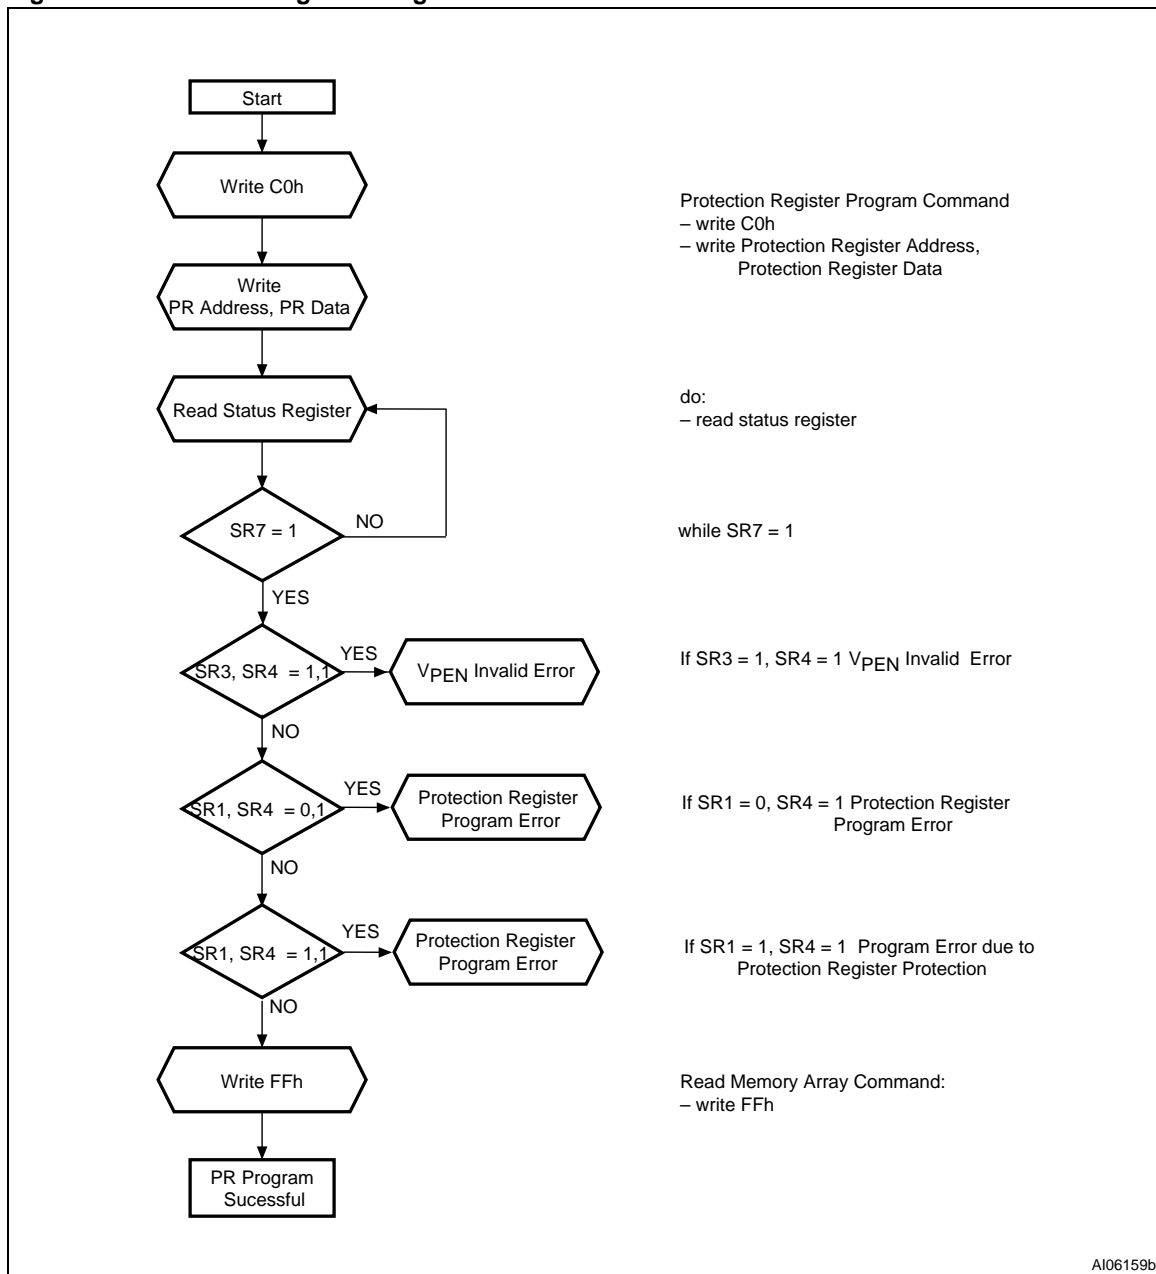 Start
Write C0h
Protection Register Program Command
– write C0h
– write Protection Register Address,
Protection Register Data
Write
PR Address, PR Data
Read Status Register
do:
– read status register
SR7 = 1
NO
while SR7 = 1
YES
SR3, SR4 = 1,1
YES
VPEN Invalid Error
If SR3 = 1, SR4 = 1 VPEN Invalid Error
NO
SR1, SR4 = 0,1
YES
Protection Register
Program Error
If SR1 = 0, SR4 = 1 Protection Register
Program Error
NO
SR1, SR4 = 1,1
YES
Protection Register
Program Error
If SR1 = 1, SR4 = 1 Program Error due to
Protection Register Protection
NO
Write FFh
Read Memory Array Command:
– write FFh
PR Program
Sucessful
AI06159b